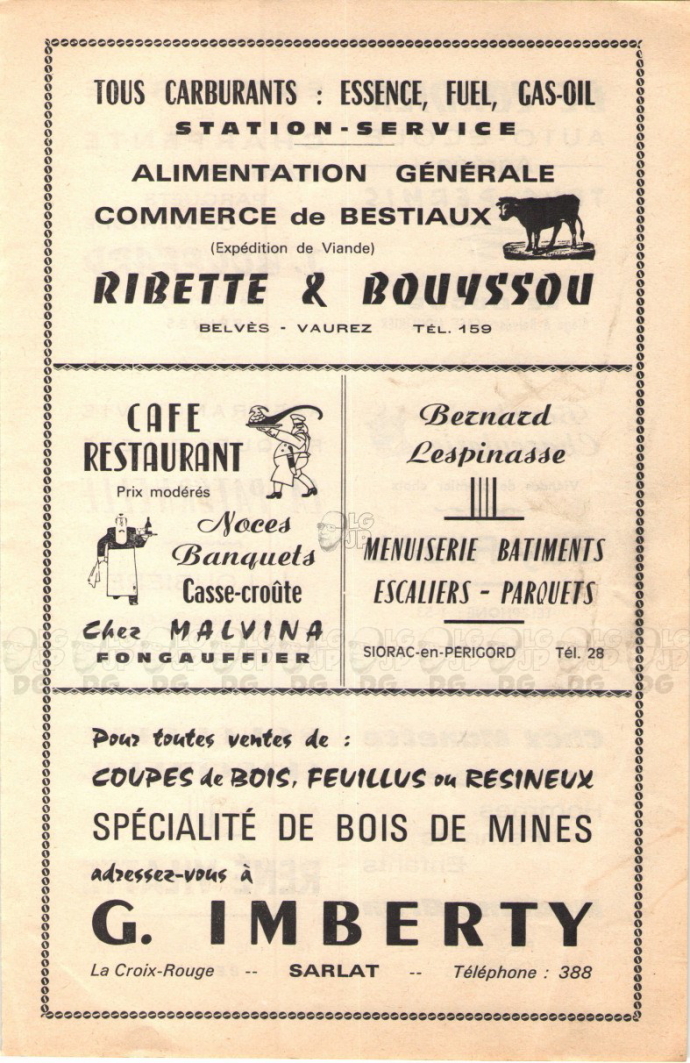 TOUS CARBURANTS : ESSENCE, FUEL, GAS-OIL
STATION-SERVICE
ALIMENTATION GÉNÉRALE
COMMERCE de BESTIAUX
(Expédition de Viande)
RIBETTE & BOUYSSOU
BELVÈS - VAUREZ TÉL. 159
CAFE
RESTAURANT
Prix modérés
Noces
Banquets
Casse-croûte
Chez MALVINA
FONGAUFFIER
Bernard
Lespinasse
MENUISERIE BATIMENTS
ESCALIERS - PARQUETS
SIORAC-en-PÉRIGORD Tél. 28
Pour toutes ventes de :
COUPES de BOIS, FEUILLUS ou RESINEUX
SPÉCIALITÉ DE BOIS DE MINES
adressez-vous à
G. IMBERTY
La Croix-Rouge -- SARLAT -- Téléphone : 388
LG
JP
DG